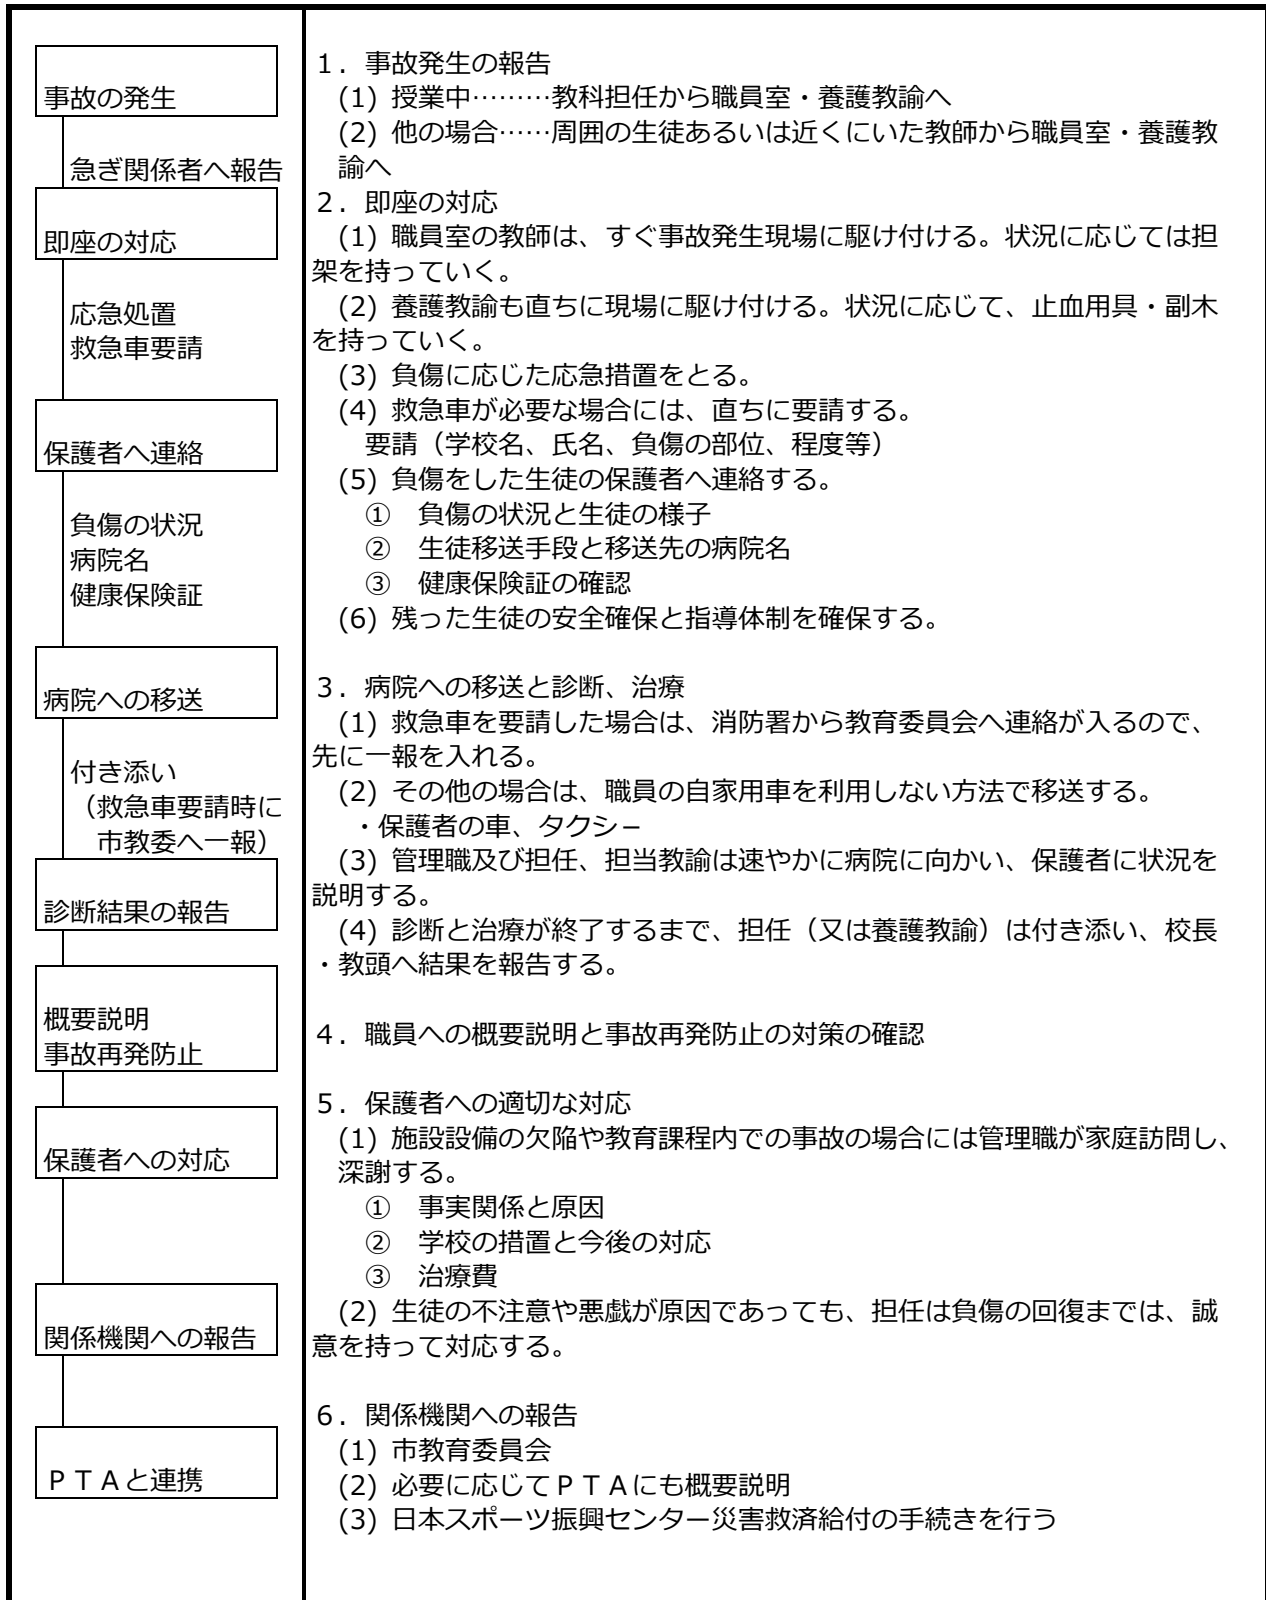 事故の発生
急ぎ関係者へ報告
即座の対応
応急処置
救急車要請
保護者へ連絡
負傷の状況
病院名
健康保険証
病院への移送
付き添い
（救急車要請時に
市教委へ一報）
診断結果の報告
概要説明
事故再発防止
保護者への対応
関係機関への報告
ＰＴＡと連携
１．事故発生の報告
(1) 授業中………教科担任から職員室・養護教諭へ
(2) 他の場合……周囲の生徒あるいは近くにいた教師から職員室・養護教
諭へ
２．即座の対応
(1) 職員室の教師は、すぐ事故発生現場に駆け付ける。状況に応じては担
架を持っていく。
(2) 養護教諭も直ちに現場に駆け付ける。状況に応じて、止血用具・副木
を持っていく。
(3) 負傷に応じた応急措置をとる。
(4) 救急車が必要な場合には、直ちに要請する。
要請（学校名、氏名、負傷の部位、程度等）
(5) 負傷をした生徒の保護者へ連絡する。
①　負傷の状況と生徒の様子
②　生徒移送手段と移送先の病院名
③　健康保険証の確認
(6) 残った生徒の安全確保と指導体制を確保する。
３．病院への移送と診断、治療
(1) 救急車を要請した場合は、消防署から教育委員会へ連絡が入るので、
先に一報を入れる。
(2) その他の場合は、職員の自家用車を利用しない方法で移送する。
・保護者の車、タクシ－
(3) 管理職及び担任、担当教諭は速やかに病院に向かい、保護者に状況を
説明する。
(4) 診断と治療が終了するまで、担任（又は養護教諭）は付き添い、校長
・教頭へ結果を報告する。
４．職員への概要説明と事故再発防止の対策の確認
５．保護者への適切な対応
(1) 施設設備の欠陥や教育課程内での事故の場合には管理職が家庭訪問し、
深謝する。
①　事実関係と原因
②　学校の措置と今後の対応
③　治療費
(2) 生徒の不注意や悪戯が原因であっても、担任は負傷の回復までは、誠
意を持って対応する。
６．関係機関への報告
(1) 市教育委員会
(2) 必要に応じてＰＴＡにも概要説明
(3) 日本スポーツ振興センター災害救済給付の手続きを行う